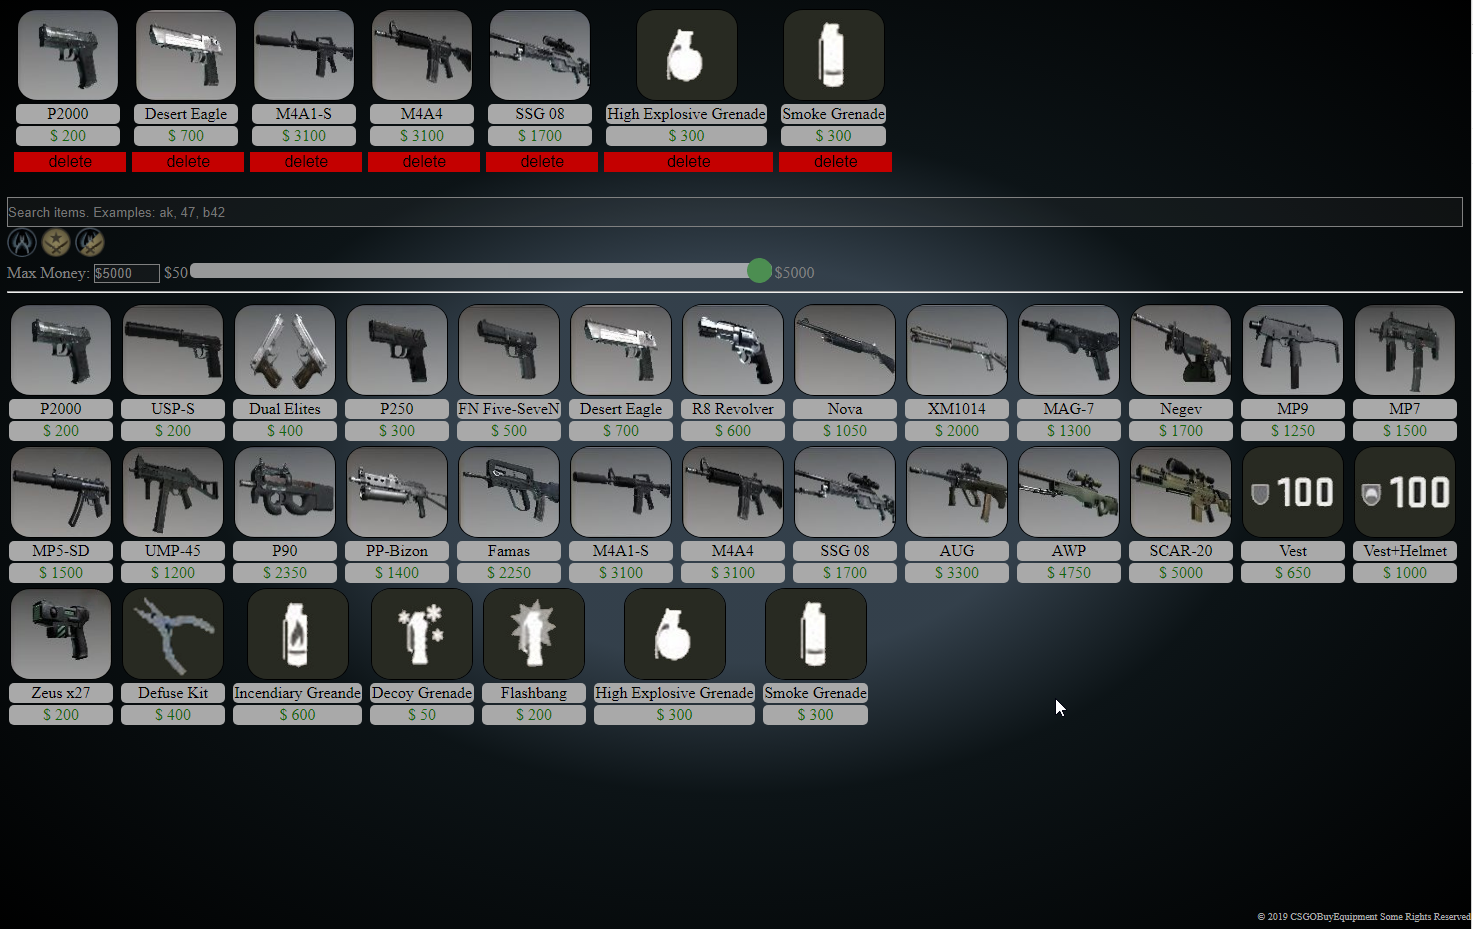 P2000 Desert Eagle M4A1-S M4A4 SSG 08 High Explosive Grenade Smoke Grenade
$ 200 $ 700 $ 3100 $ 3100 $ 1700 $ 300 $ 300
delete delete delete delete delete delete delete
Search items. Examples: ak, 47, b42
Max Money: $5000 $50 $5000
P2000 USP-S Dual Elites P250 FN Five-SeveN Desert Eagle R8 Revolver Nova XM1014 MAG-7 Negev MP9 MP7
$ 200 $ 200 $ 400 $ 300 $ 500 $ 700 $ 600 $ 1050 $ 2000 $ 1300 $ 1700 $ 1250 $ 1500
100 100
MP5-SD UMP-45 P90 PP-Bizon Famas M4A1-S M4A4 SSG 08 AUG AWP SCAR-20 Vest Vest+Helmet
$ 1500 $ 1200 $ 2350 $ 1400 $ 2250 $ 3100 $ 3100 $ 1700 $ 3300 $ 4750 $ 5000 $ 650 $ 1000
Zeus x27 Defuse Kit Incendiary Greande Decoy Grenade Flashbang High Explosive Grenade Smoke Grenade
$ 200 $ 400 $ 600 $ 50 $ 200 $ 300 $ 300
© 2019 CSGOBuyEquipment Some Rights Reserved